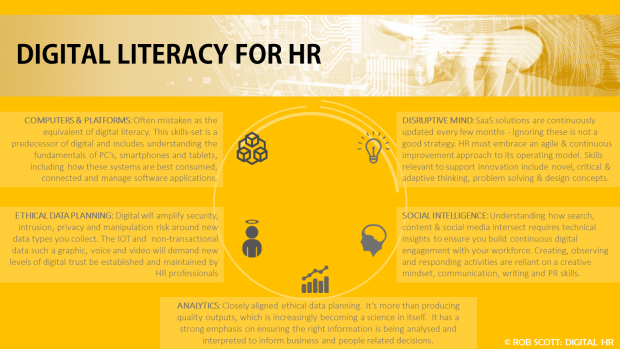 DIGITAL LITERACY FOR HR
COMPUTERS & PLATFORMS: Often mistaken as the
equivalent of digital literacy. This skills-set is a
predecessor of digital and includes understanding the
fundamentals of PC's, smartphones and tablets,
including how these systems are best consumed,
connected and manage software applications.
DISRUPTIVE MIND: SaaS solutions are continuously
updated every few months - Ignoring these is not a
good strategy. HR must embrace an agile & continuous
improvement approach to its operating model. Skills
relevant to support innovation include novel, critical &
adaptive thinking, problem solving & design concepts.
ETHICAL DATA PLANNING: Digital will amplify security,
intrusion, privacy and manipulation risk around new
data types you collect. The IOT and non-transactional
data such a graphic, voice and video will demand new
levels of digital trust be established and maintained by
HR professionals
SOCIAL INTELLIGENCE: Understanding how search,
content & social media intersect requires technical
insights to ensure you build continuous digital
engagement with your workforce. Creating, observing
and responding activities are reliant on a creative
mindset, communication, writing and PR skills.
ANALYTICS: Closely aligned ethical data planning. It's more than producing
quality outputs, which is increasingly becoming a science in itself. It has a
strong emphasis on ensuring the right information is being analysed and
interpreted to inform business and people related decisions.
© ROB SCOTT: DIGITAL HR